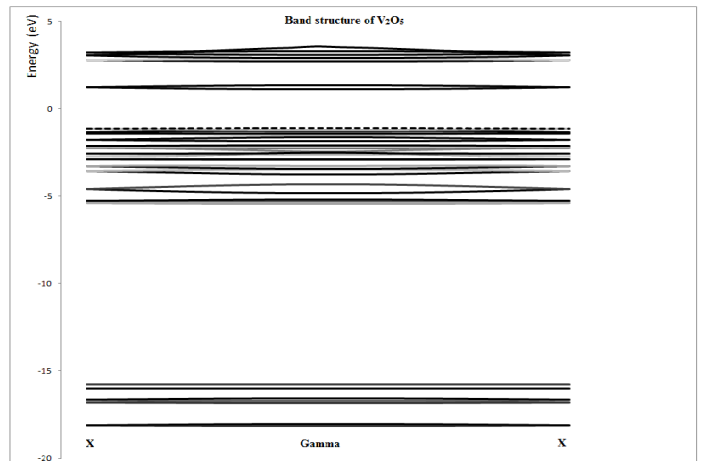 Band structure of V₂O₅
Energy (eV)
5
0
-5
-10
-15
-20
X
Gamma
X